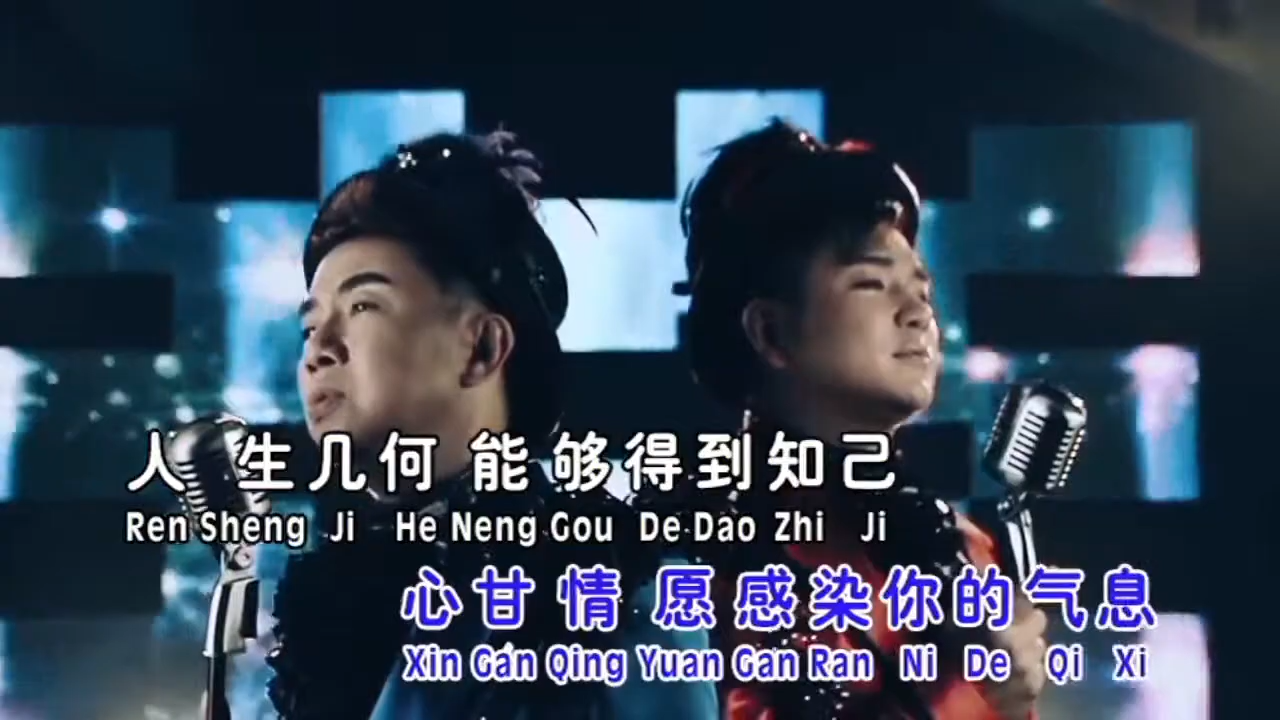 人生几何 能够得到知己
Ren Sheng Ji He Neng Gou De Dao Zhi Ji
心甘情愿感染你的气息
Xin Gan Qing Yuan Gan Ran Ni De Qi Xi